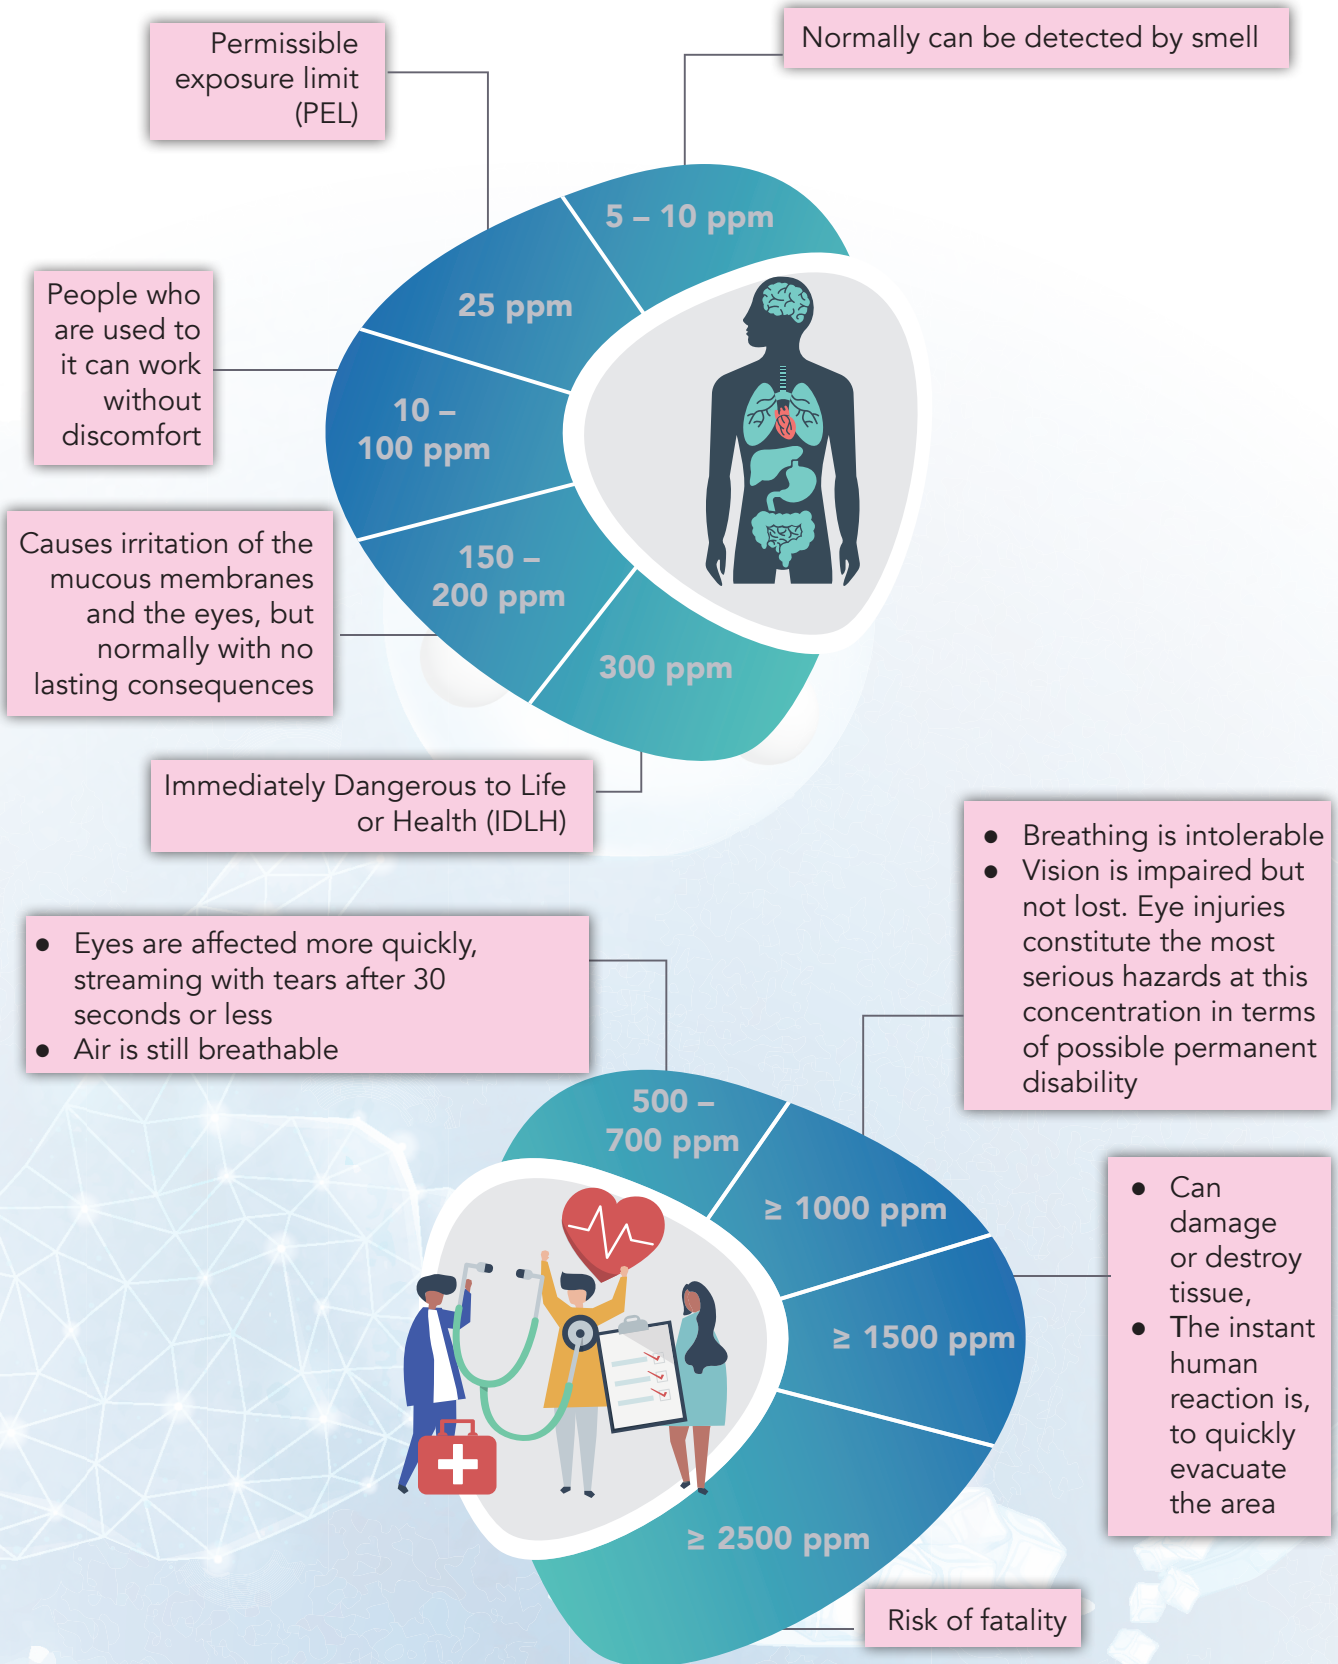 Normally can be detected by smell
Permissible
exposure limit
(PEL)
5 – 10 ppm
25 ppm
People who
are used to
it can work
without
discomfort
10 –
100 ppm
Causes irritation of the
mucous membranes
and the eyes, but
normally with no
lasting consequences
150 –
200 ppm
300 ppm
Immediately Dangerous to Life
or Health (IDLH)
● Eyes are affected more quickly,
streaming with tears after 30
seconds or less
● Air is still breathable
500 –
700 ppm
● Breathing is intolerable
● Vision is impaired but
not lost. Eye injuries
constitute the most
serious hazards at this
concentration in terms
of possible permanent
disability
≥ 1000 ppm
● Can
damage
or destroy
tissue,
● The instant
human
reaction is,
to quickly
evacuate
the area
≥ 1500 ppm
≥ 2500 ppm
Risk of fatality